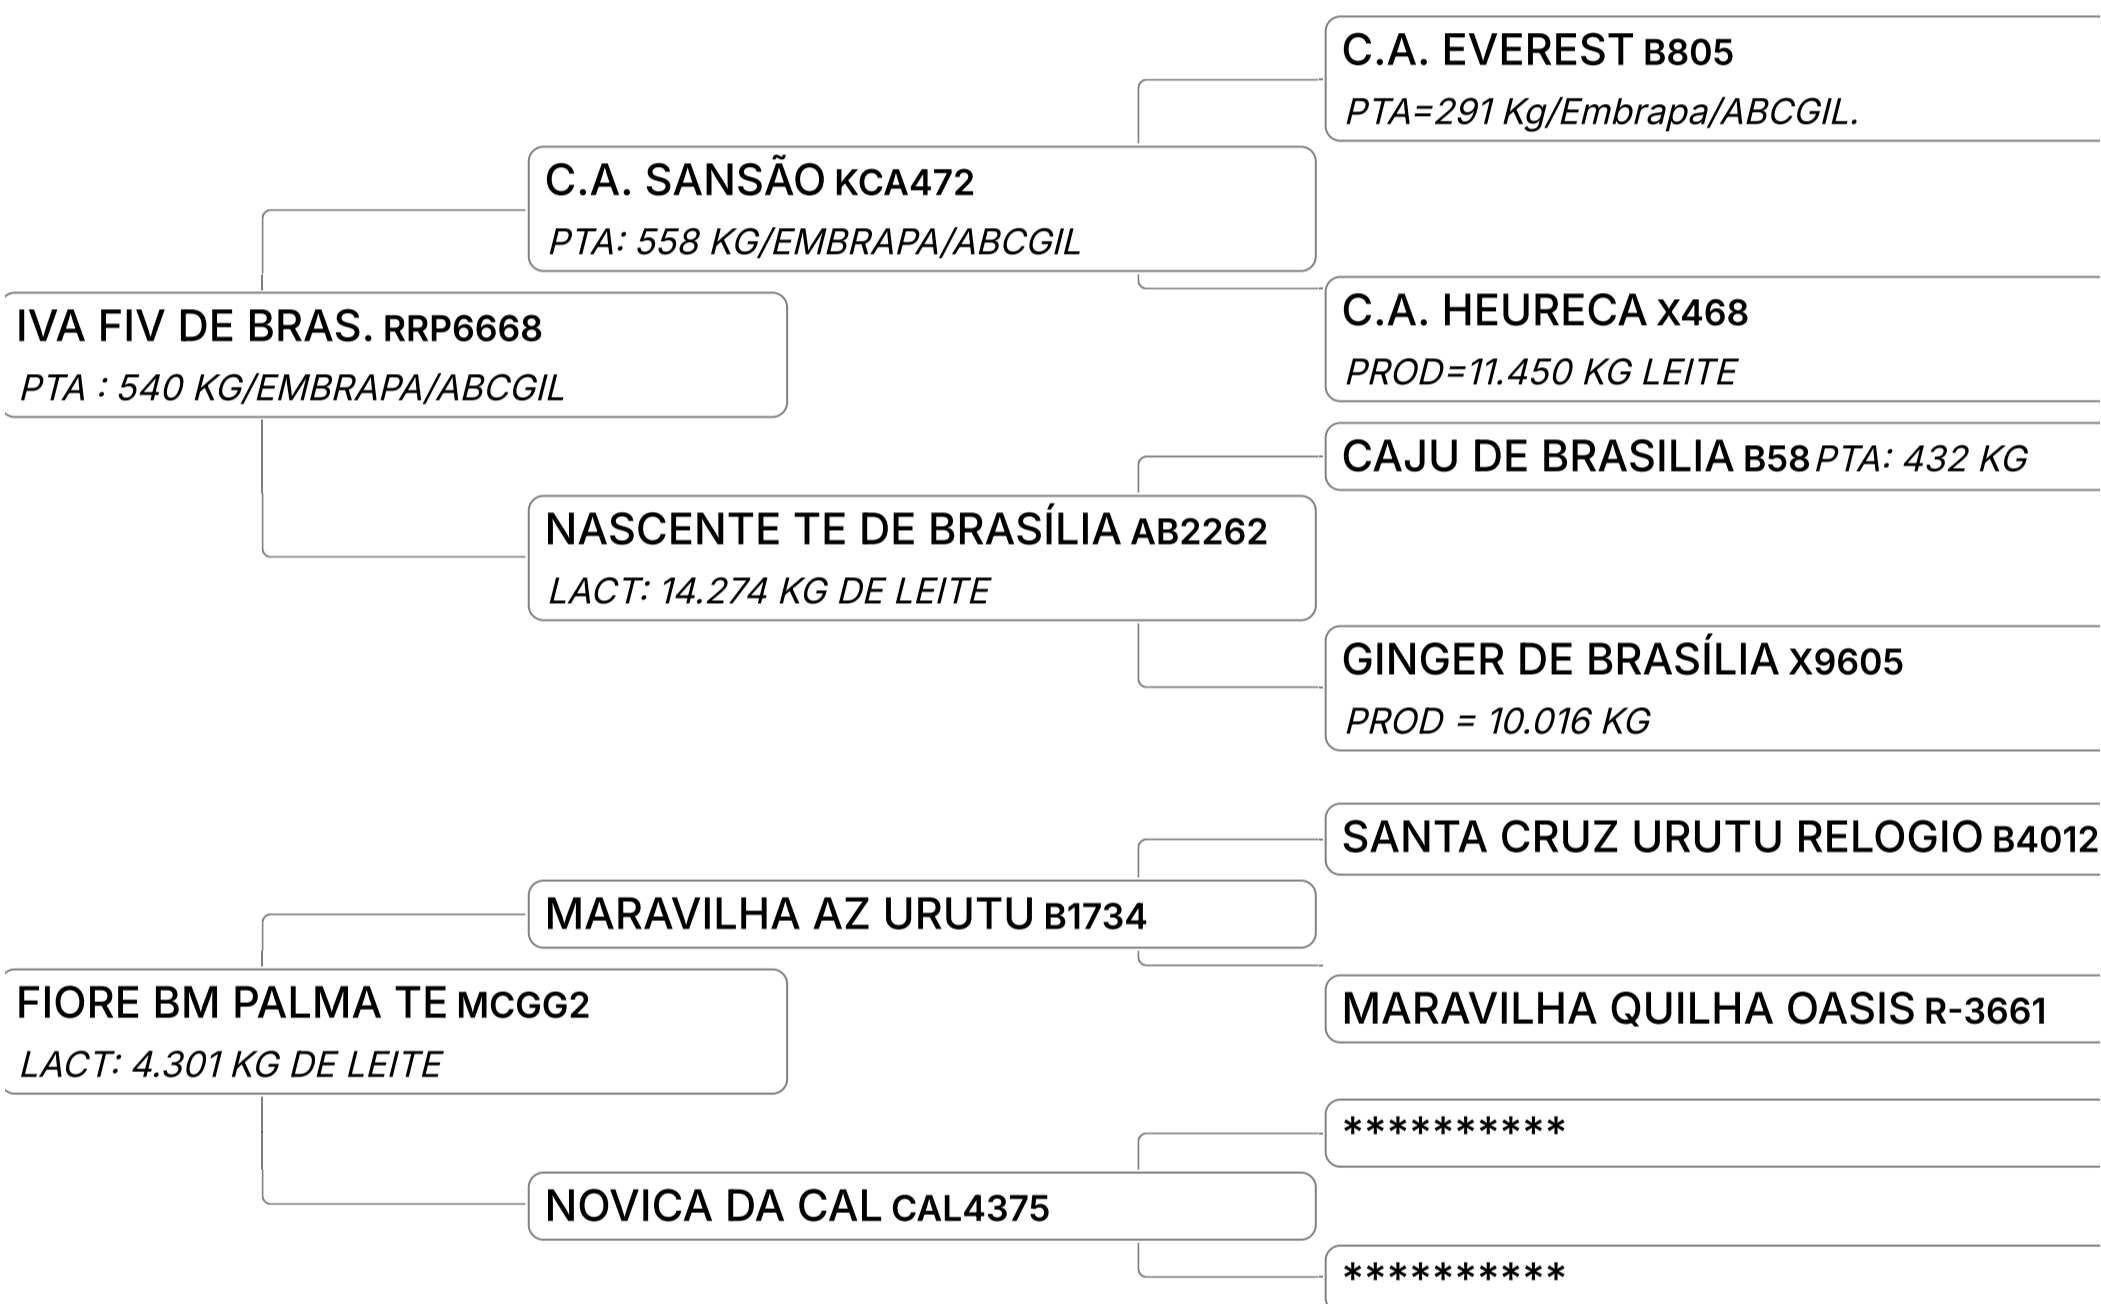 C.A. EVEREST B805
PTA=291 Kg/Embrapa/ABCGIL.
C.A. SANSÃO KCA472
PTA: 558 KG/EMBRAPA/ABCGIL
C.A. HEURECA X468
PROD=11.450 KG LEITE
IVA FIV DE BRAS. RRP6668
PTA : 540 KG/EMBRAPA/ABCGIL
CAJU DE BRASILIA B58 PTA: 432 KG
NASCENTE TE DE BRASÍLIA AB2262
LACT: 14.274 KG DE LEITE
GINGER DE BRASÍLIA X9605
PROD = 10.016 KG
SANTA CRUZ URUTU RELOGIO B4012
MARAVILHA AZ URUTU B1734
MARAVILHA QUILHA OASIS R-3661
FIORE BM PALMA TE MCGG2
LACT: 4.301 KG DE LEITE
**********
NOVICA DA CAL CAL4375
**********